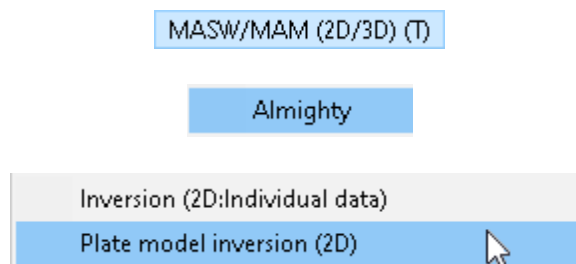 MASW/MAM (2D/3D) (T)
Almighty
Inversion (2D:Individual data)
Plate model inversion (2D)